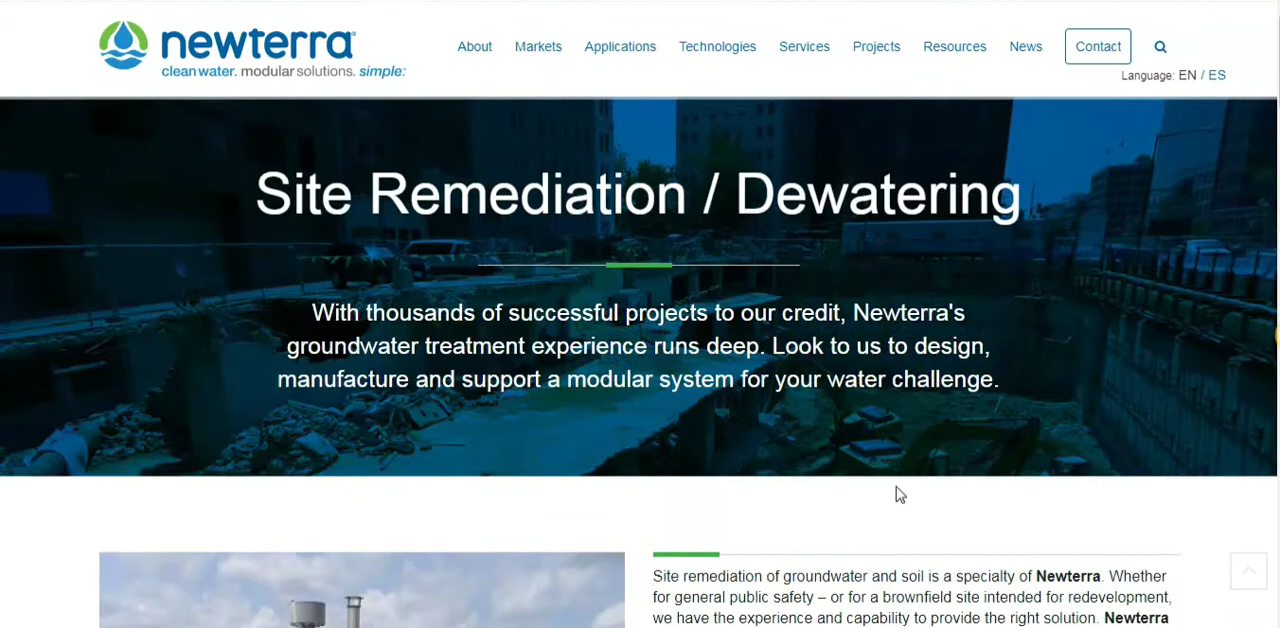 newterra®
clean water. modular solutions. simple:
About Markets Applications Technologies Services Projects Resources News Contact
Language: EN / ES
Site Remediation / Dewatering
With thousands of successful projects to our credit, Newterra's
groundwater treatment experience runs deep. Look to us to design,
manufacture and support a modular system for your water challenge.
Site remediation of groundwater and soil is a specialty of Newterra. Whether
for general public safety – or for a brownfield site intended for redevelopment,
we have the experience and capability to provide the right solution. Newterra